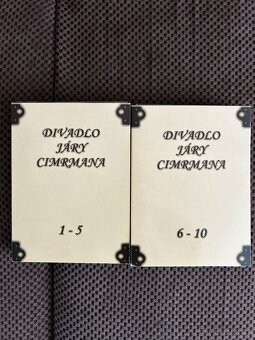 DIVADLO
JÁRY
CIMRMANA
1 - 5
DIVADLO
JÁRY
CIMRMANA
6 - 10